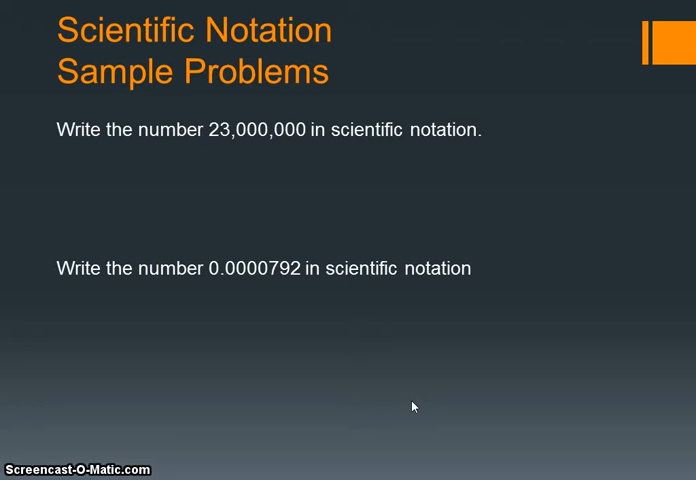 Scientific Notation
Sample Problems
Write the number 23,000,000 in scientific notation.
Write the number 0.0000792 in scientific notation
Screencast-O-Matic.com